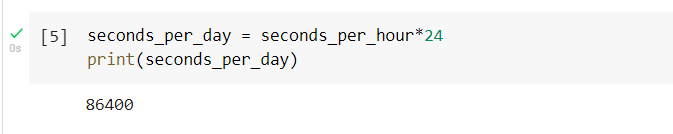 [5] seconds_per_day = seconds_per_hour*24
0s print(seconds_per_day)
86400